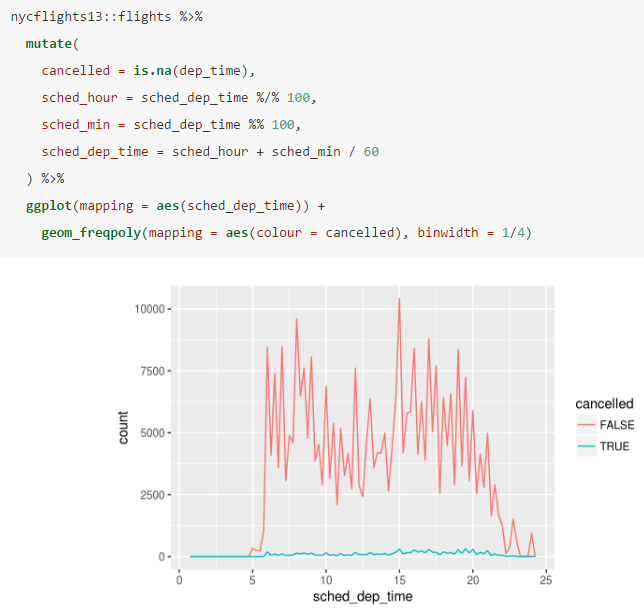 nycflights13::flights %>%
mutate(
cancelled = is.na(dep_time),
sched_hour = sched_dep_time %/% 100,
sched_min = sched_dep_time %% 100,
sched_dep_time = sched_hour + sched_min / 60
) %>%
ggplot(mapping = aes(sched_dep_time)) +
geom_freqpoly(mapping = aes(colour = cancelled), binwidth = 1/4)
10000
7500
5000
2500
0
count
0 5 10 15 20 25
sched_dep_time
cancelled
FALSE
TRUE